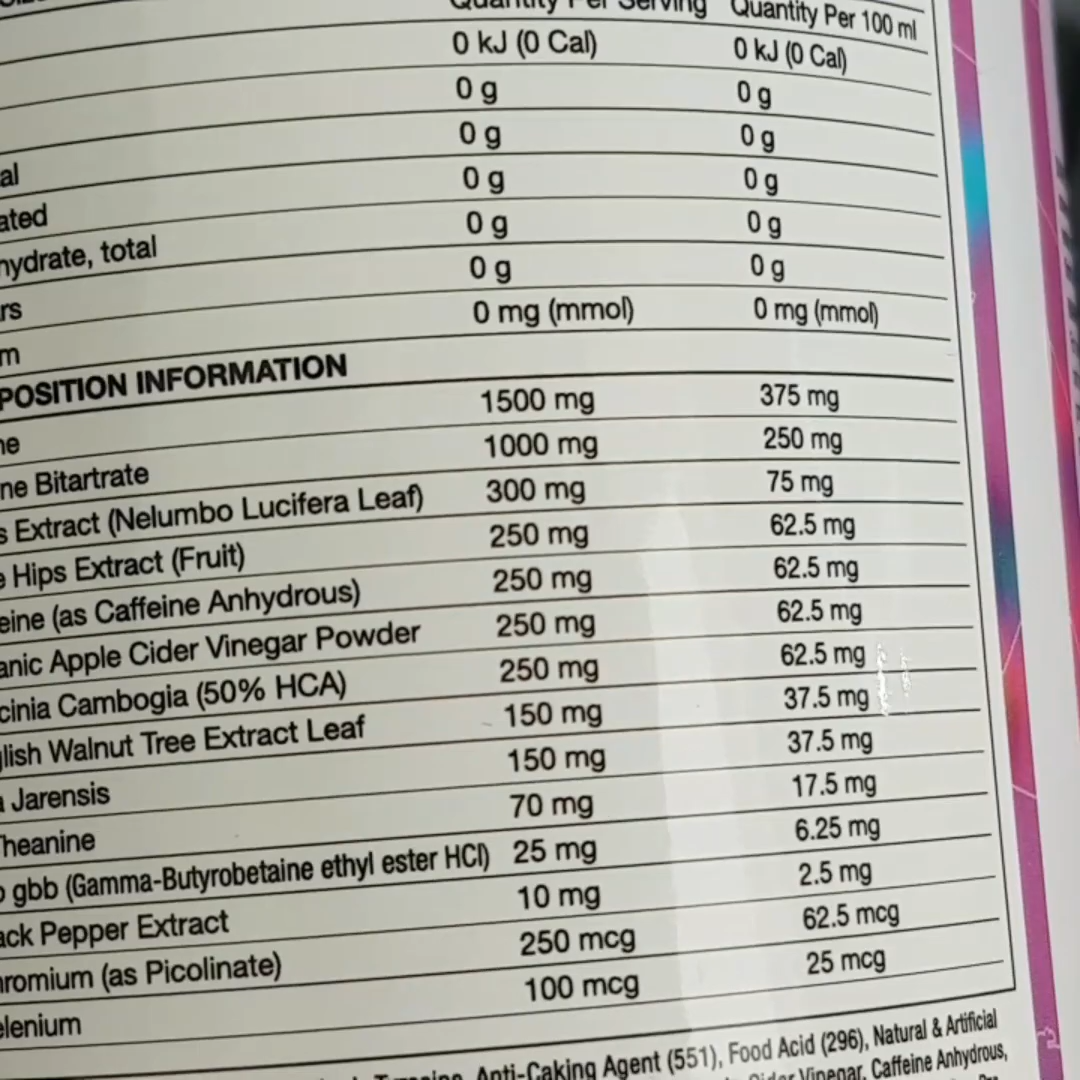 Quantity Per Serving Quantity Per 100 ml
0 kJ (0 Cal) 0 kJ (0 Cal)
0 g 0 g
al 0 g 0 g
ated 0 g 0 g
hydrate, total 0 g 0 g
rs 0 g 0 g
m 0 mg (mmol) 0 mg (mmol)
POSITION INFORMATION
ne 1500 mg 375 mg
ne Bitartrate 1000 mg 250 mg
s Extract (Nelumbo Lucifera Leaf) 300 mg 75 mg
e Hips Extract (Fruit) 250 mg 62.5 mg
eine (as Caffeine Anhydrous) 250 mg 62.5 mg
anic Apple Cider Vinegar Powder 250 mg 62.5 mg
cinia Cambogia (50% HCA) 250 mg 62.5 mg
glish Walnut Tree Extract Leaf 150 mg 37.5 mg
a Jarensis 150 mg 37.5 mg
Theanine 70 mg 17.5 mg
o gbb (Gamma-Butyrobetaine ethyl ester HCl) 25 mg 6.25 mg
ack Pepper Extract 10 mg 2.5 mg
hromium (as Picolinate) 250 mcg 62.5 mcg
elenium 100 mcg 25 mcg
Anti-Caking Agent (551), Food Acid (296), Natural & Artificial
Vinegar, Caffeine Anhydrous,